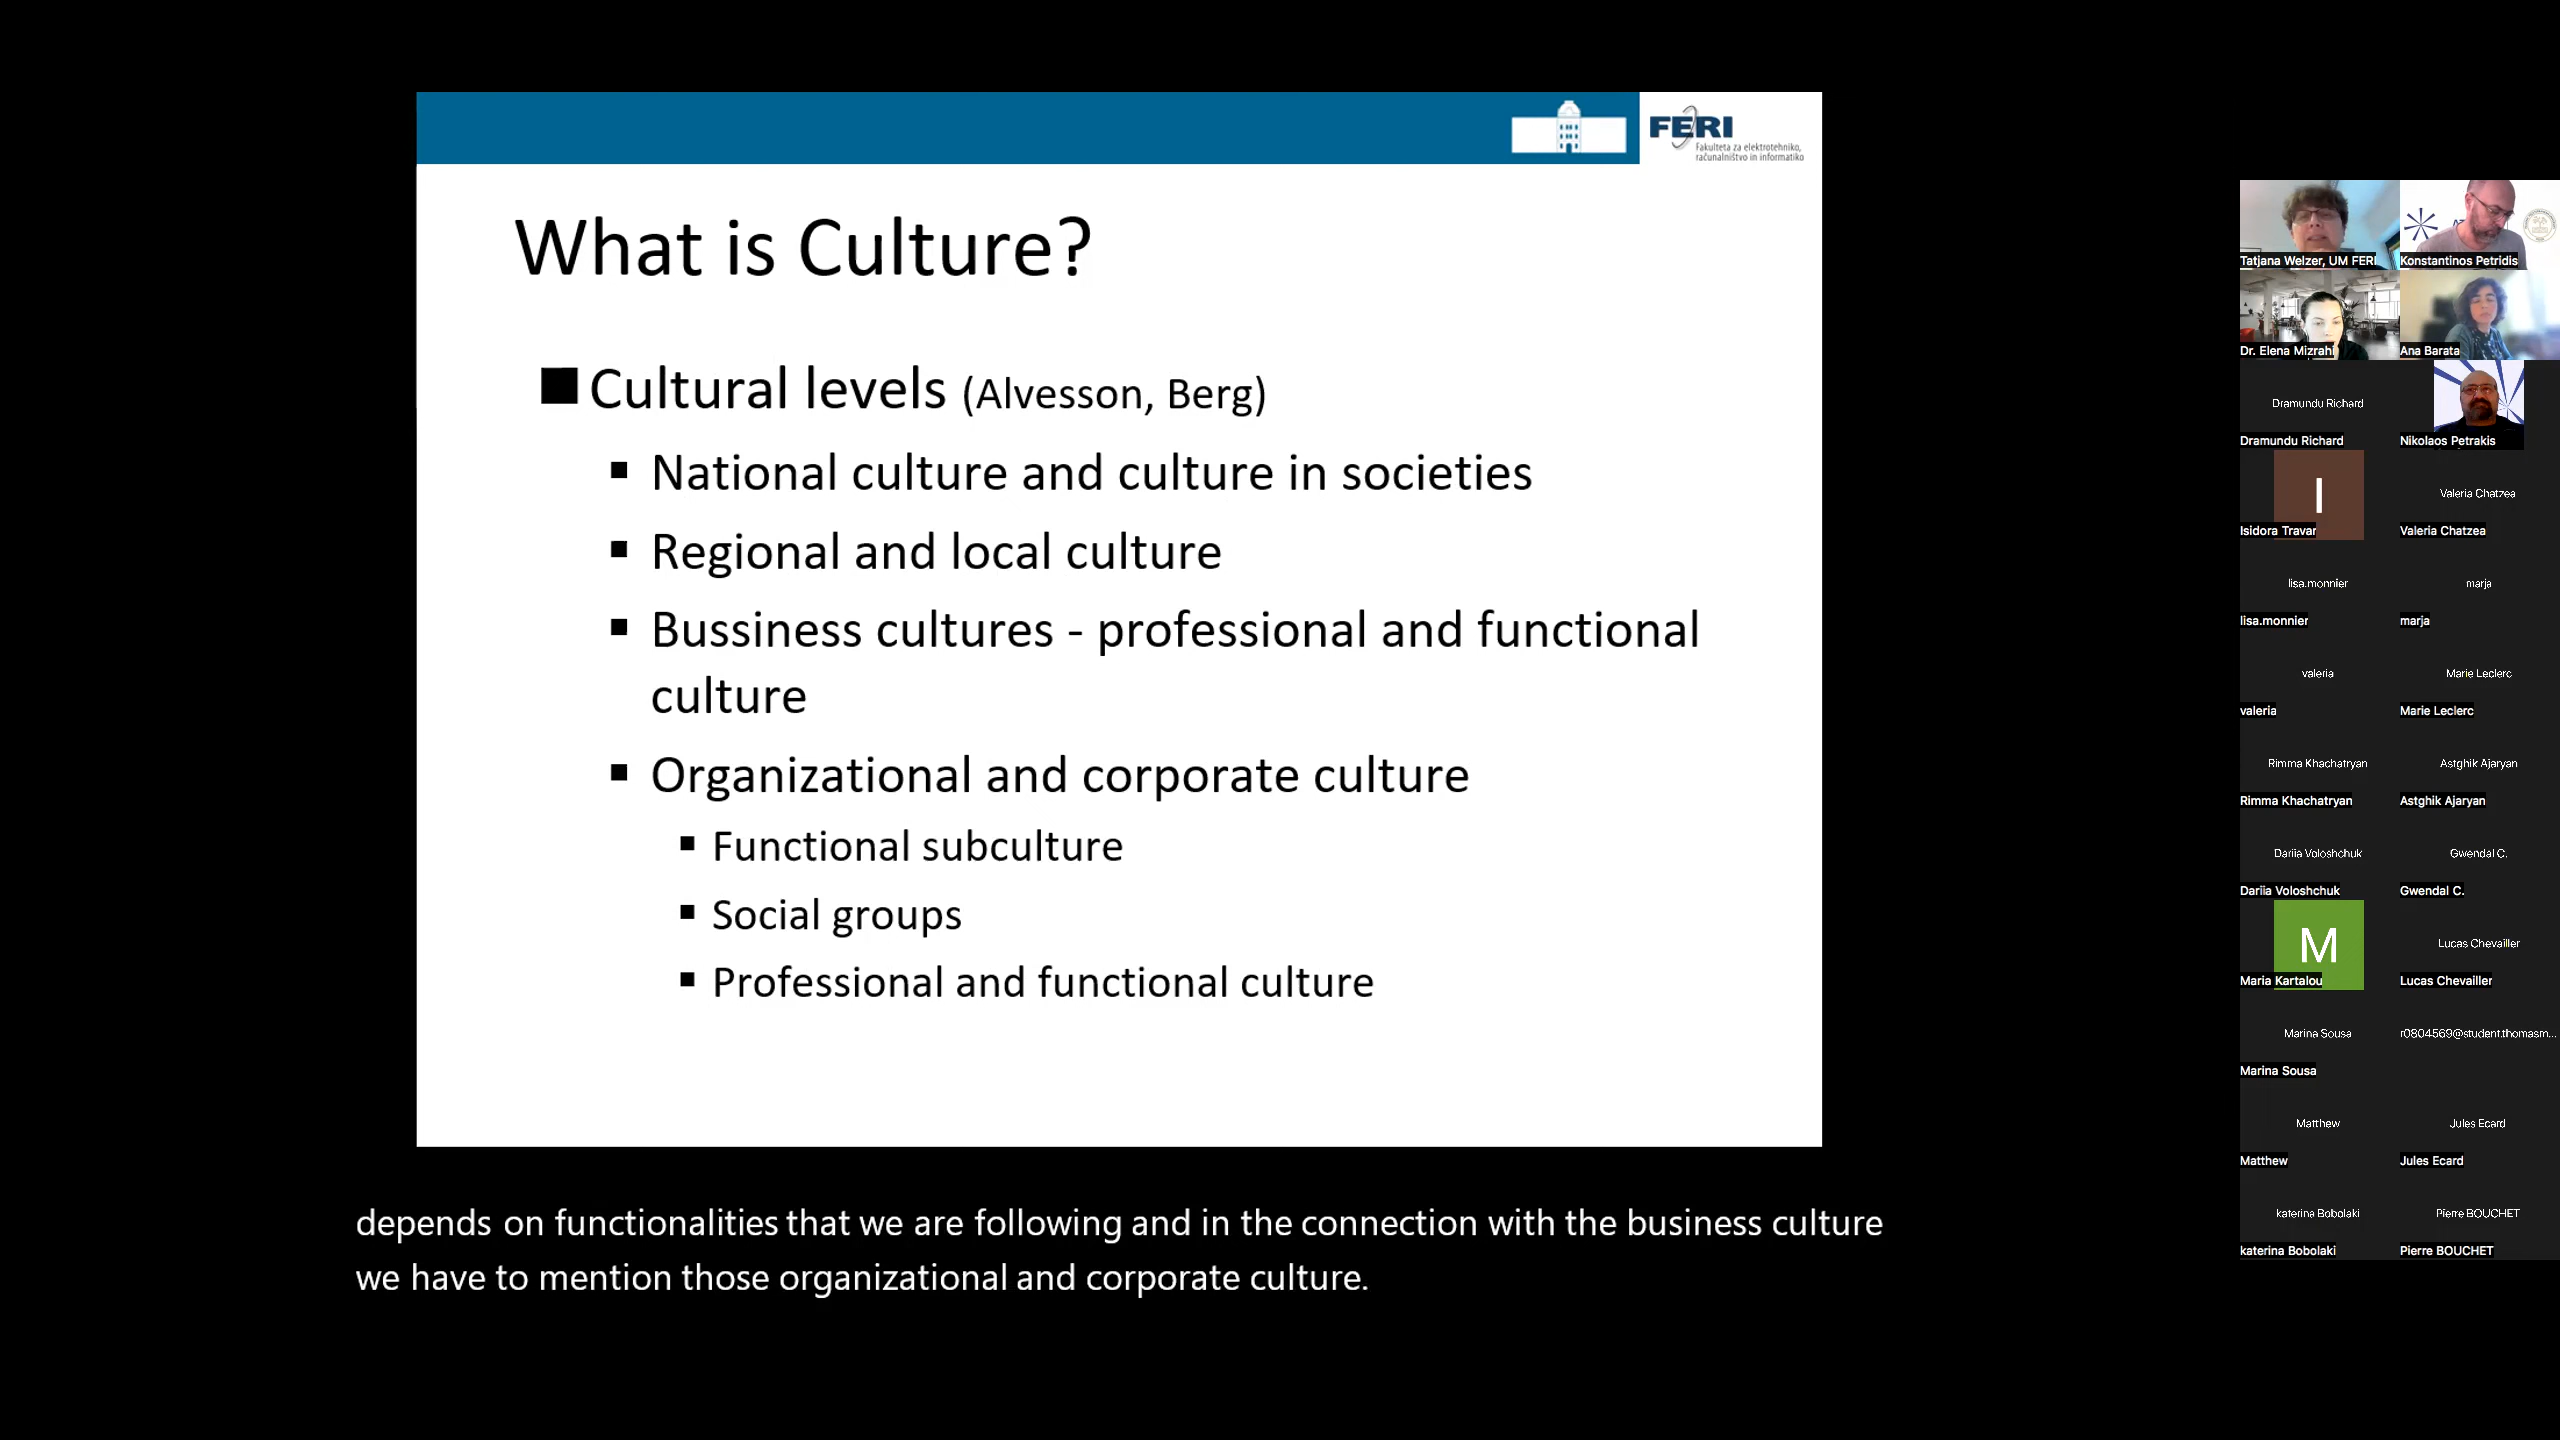 FERI
Fakulteta za elektrotehniko,
računalništvo in informatiko
What is Culture?
Cultural levels (Alvesson, Berg)
National culture and culture in societies
Regional and local culture
Bussiness cultures - professional and functional
culture
Organizational and corporate culture
Functional subculture
Social groups
Professional and functional culture
depends on functionalities that we are following and in the connection with the business culture
we have to mention those organizational and corporate culture.
Tatjana Welzer, UM FERI
Konstantinos Petridis
Dr. Elena Mizrahi
Ana Barata
Dramundu Richard
Dramundu Richard
Nikolaos Petrakis
I
Isidora Travar
Valeria Chatzea
Valeria Chatzea
lisa.monnier
lisa.monnier
marja
marja
valeria
valeria
Marie Leclerc
Marie Leclerc
Rimma Khachatryan
Rimma Khachatryan
Astghik Ajaryan
Astghik Ajaryan
Dariia Voloshchuk
Dariia Voloshchuk
Gwendal C.
Gwendal C.
M
Maria Kartalou
Lucas Chevailler
Lucas Chevailler
Marina Sousa
Marina Sousa
r0804569@student.thomasm...
Matthew
Matthew
Jules Ecard
Jules Ecard
katerina Bobolaki
katerina Bobolaki
Pierre BOUCHET
Pierre BOUCHET